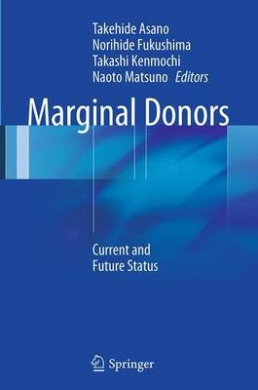 Takehide Asano
Norihide Fukushima
Takashi Kenmochi
Naoto Matsuno Editors
Marginal Donors
Current and
Future Status
Springer